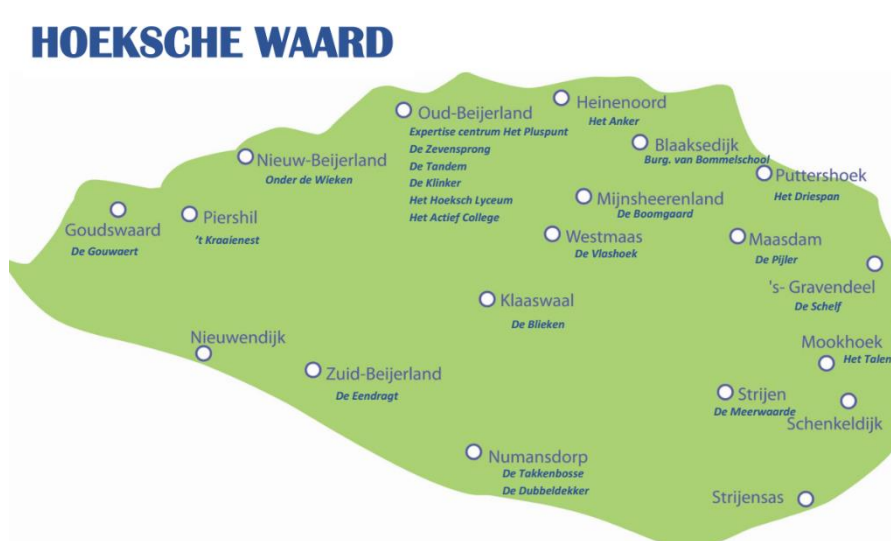 HOEKSCHE WAARD
Oud-Beijerland
Expertise centrum Het Pluspunt
De Zevensprong
De Tandem
De Klinker
Het Hoeksch Lyceum
Het Actief College
Heinenoord
Het Anker
Blaaksedijk
Burg. van Bommelschool
Nieuw-Beijerland
Onder de Wieken
Puttershoek
Het Driespan
Mijnsheerenland
De Boomgaard
Goudswaard
De Gouwaert
Piershil
't Kraaienest
Westmaas
De Vlashoek
Maasdam
De Pijler
's- Gravendeel
De Schelf
Klaaswaal
De Blieken
Nieuwendijk
Mookhoek
Het Talen
Zuid-Beijerland
De Eendragt
Strijen
De Meerwaarde
Schenkeldijk
Numansdorp
De Takkenbosse
De Dubbeldekker
Strijensas